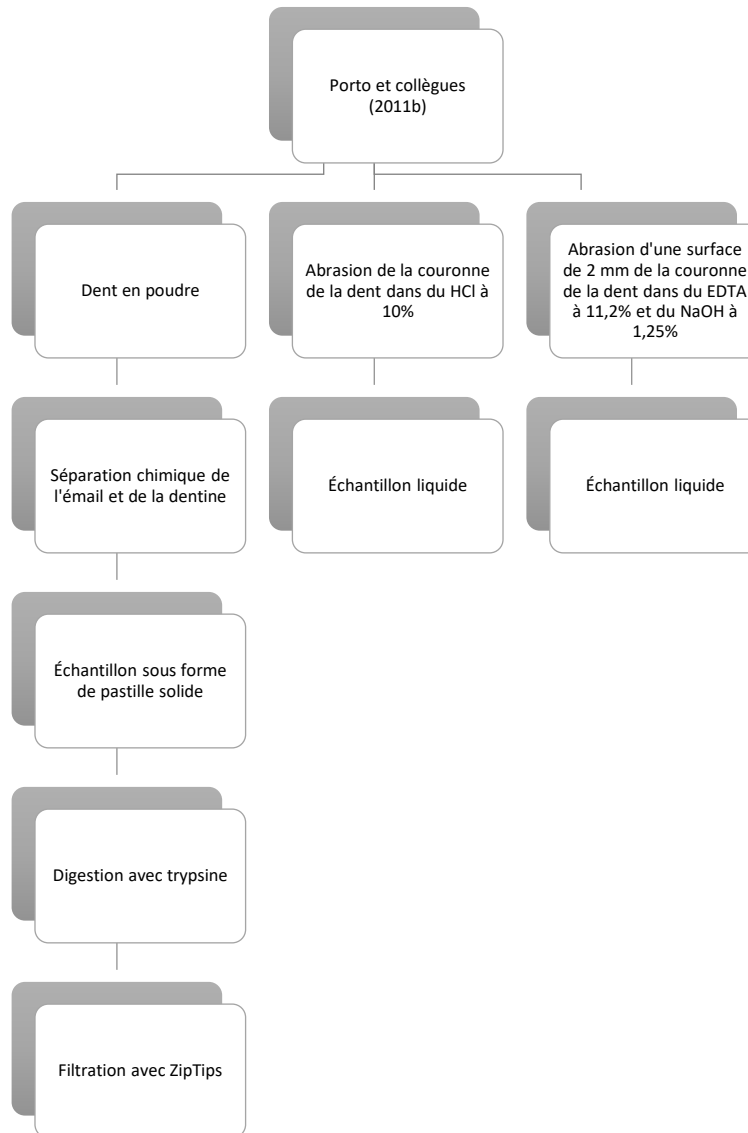 Porto et collègues
(2011b)
Dent en poudre
Abrasion de la couronne
de la dent dans du HCl à
10%
Abrasion d'une surface
de 2 mm de la couronne
de la dent dans du EDTA
à 11,2% et du NaOH à
1,25%
Séparation chimique de
l'émail et de la dentine
Échantillon liquide
Échantillon liquide
Échantillon sous forme
de pastille solide
Digestion avec trypsine
Filtration avec ZipTips